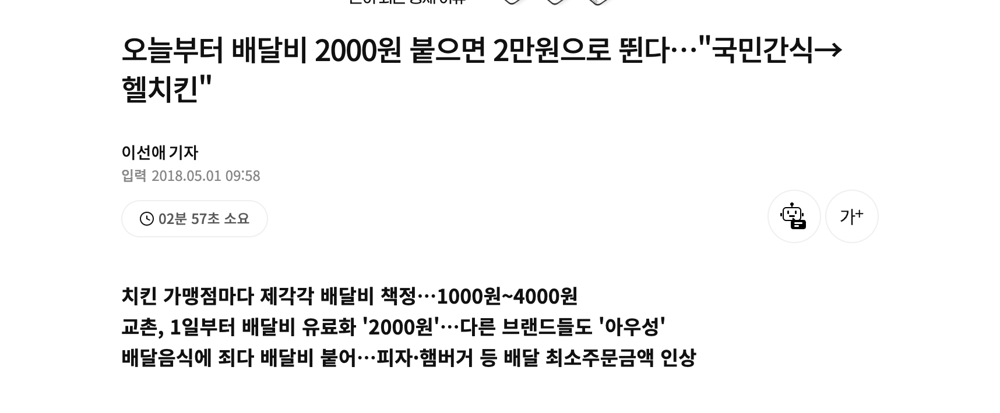 오늘부터 배달비 2000원 붙으면 2만원으로 뛴다…"국민간식→
헬치킨"
이선애 기자
입력 2018.05.01 09:58
02분 57초 소요
가+
치킨 가맹점마다 제각각 배달비 책정…1000원~4000원
교촌, 1일부터 배달비 유료화 '2000원'…다른 브랜드들도 '아우성'
배달음식에 죄다 배달비 붙어…피자·햄버거 등 배달 최소주문금액 인상